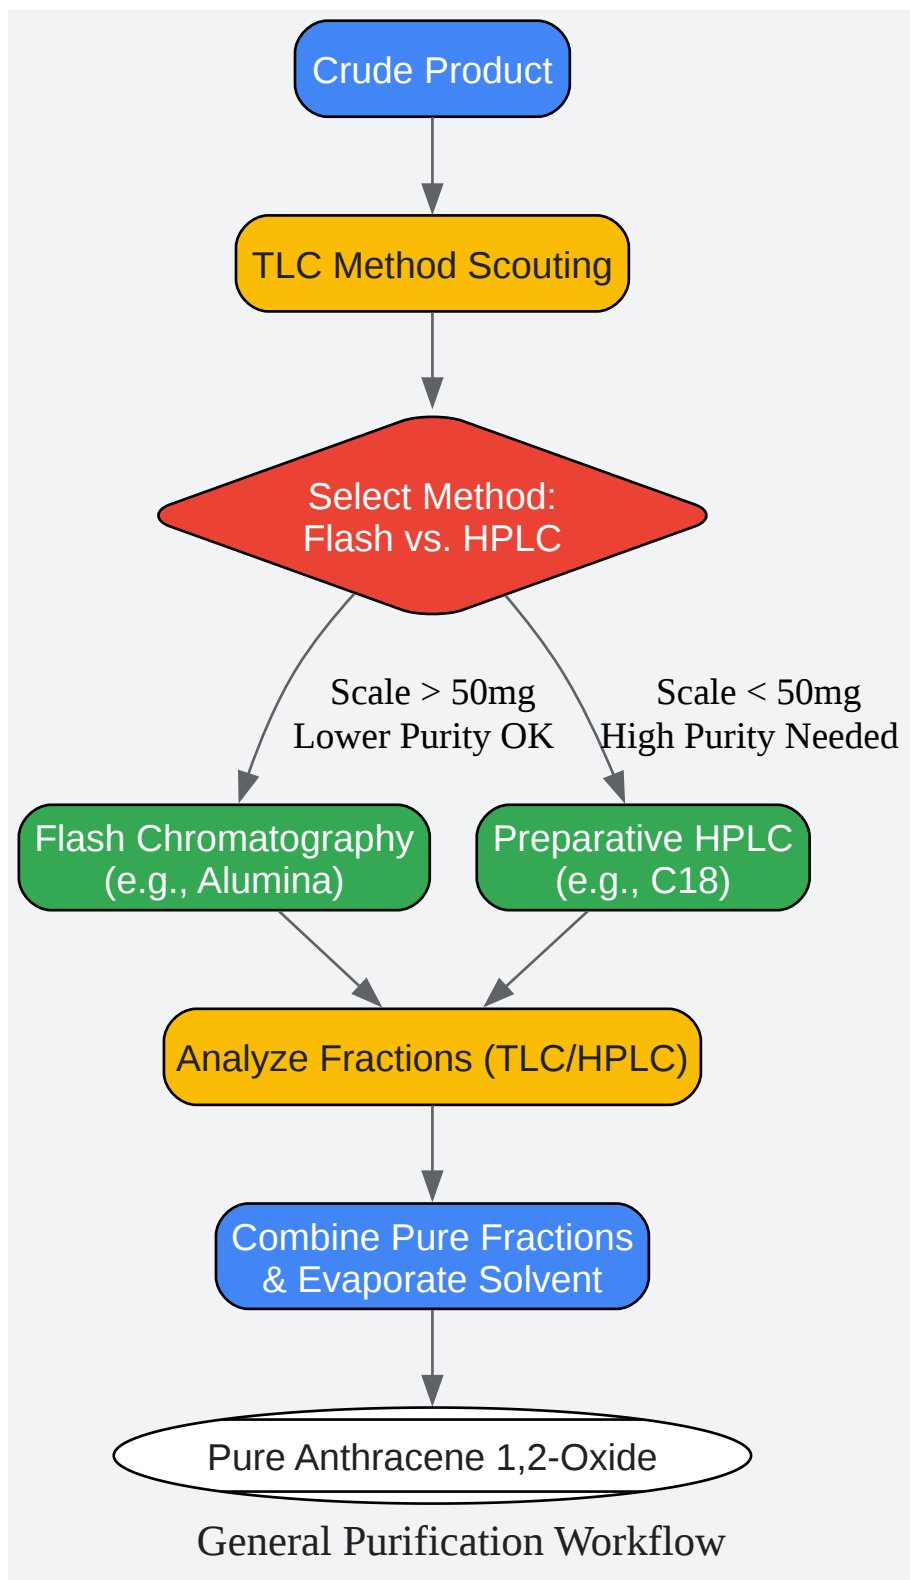 Crude Product
TLC Method Scouting
Select Method:
Flash vs. HPLC
Scale > 50mg
Lower Purity OK
Scale < 50mg
High Purity Needed
Flash Chromatography
(e.g., Alumina)
Preparative HPLC
(e.g., C18)
Analyze Fractions (TLC/HPLC)
Combine Pure Fractions
& Evaporate Solvent
Pure Anthracene 1,2-Oxide
General Purification Workflow